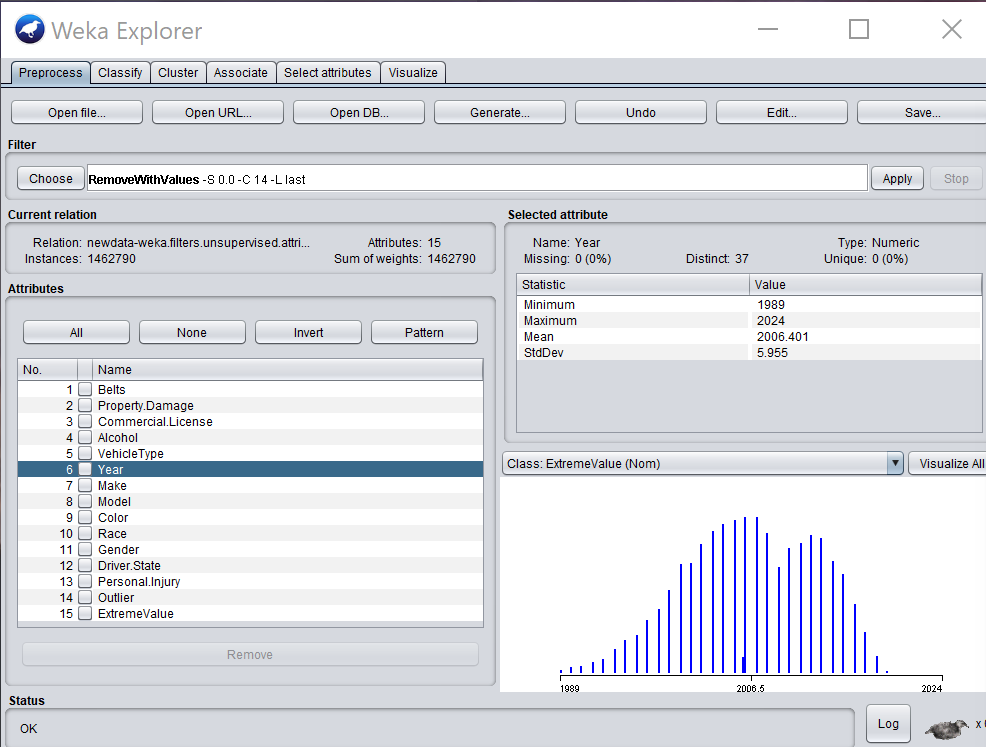 Weka Explorer
Preprocess Classify Cluster Associate Select attributes Visualize
Open file... Open URL... Open DB... Generate... Undo Edit... Save...
Filter
Choose RemoveWithValues -S 0.0 -C 14 -L last Apply Stop
Current relation
Relation: newdata-weka.filters.unsupervised.attri... Attributes: 15
Instances: 1462790 Sum of weights: 1462790
Attributes
All None Invert Pattern
No. Name
1 Belts
2 Property.Damage
3 Commercial.License
4 Alcohol
5 VehicleType
6 Year
7 Make
8 Model
9 Color
10 Race
11 Gender
12 Driver.State
13 Personal.Injury
14 Outlier
15 ExtremeValue
Remove
Selected attribute
Name: Year Type: Numeric
Missing: 0 (0%) Distinct: 37 Unique: 0 (0%)
Statistic Value
Minimum 1989
Maximum 2024
Mean 2006.401
StdDev 5.955
Class: ExtremeValue (Nom) Visualize All
1989 2006.5 2024
Status
OK
Log x